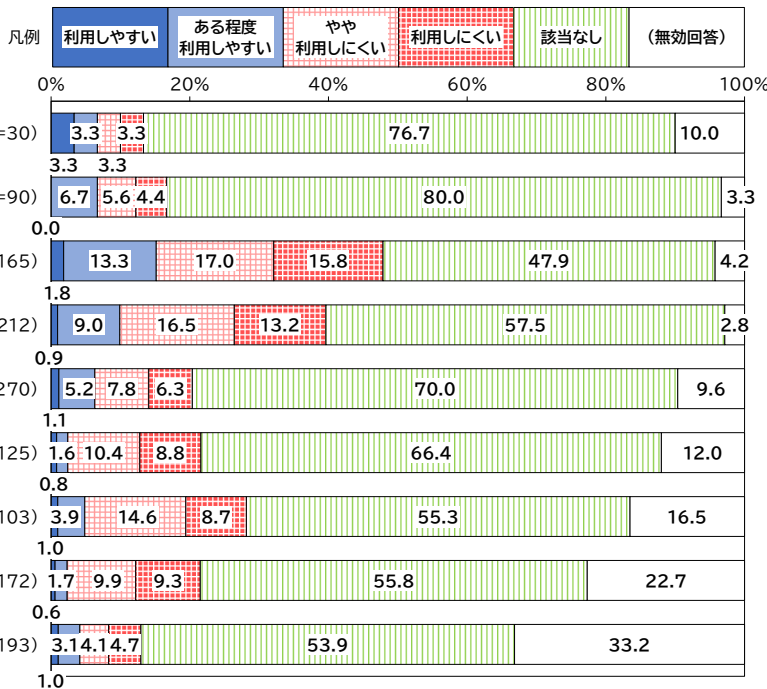 凡例 利用しやすい ある程度 利用しやすい やや 利用しにくい 利用しにくい 該当なし （無効回答）
0% 20% 40% 60% 80% 100%
=30） 3.3 3.3 76.7 10.0
3.3 3.3
=90） 6.7 5.6 4.4 80.0 3.3
0.0
165） 13.3 17.0 15.8 47.9 4.2
1.8
212） 9.0 16.5 13.2 57.5 2.8
0.9
270） 5.2 7.8 6.3 70.0 9.6
1.1
125） 1.6 10.4 8.8 66.4 12.0
0.8
103） 3.9 14.6 8.7 55.3 16.5
1.0
172） 1.7 9.9 9.3 55.8 22.7
0.6
193） 3.1 4.1 4.7 53.9 33.2
1.0